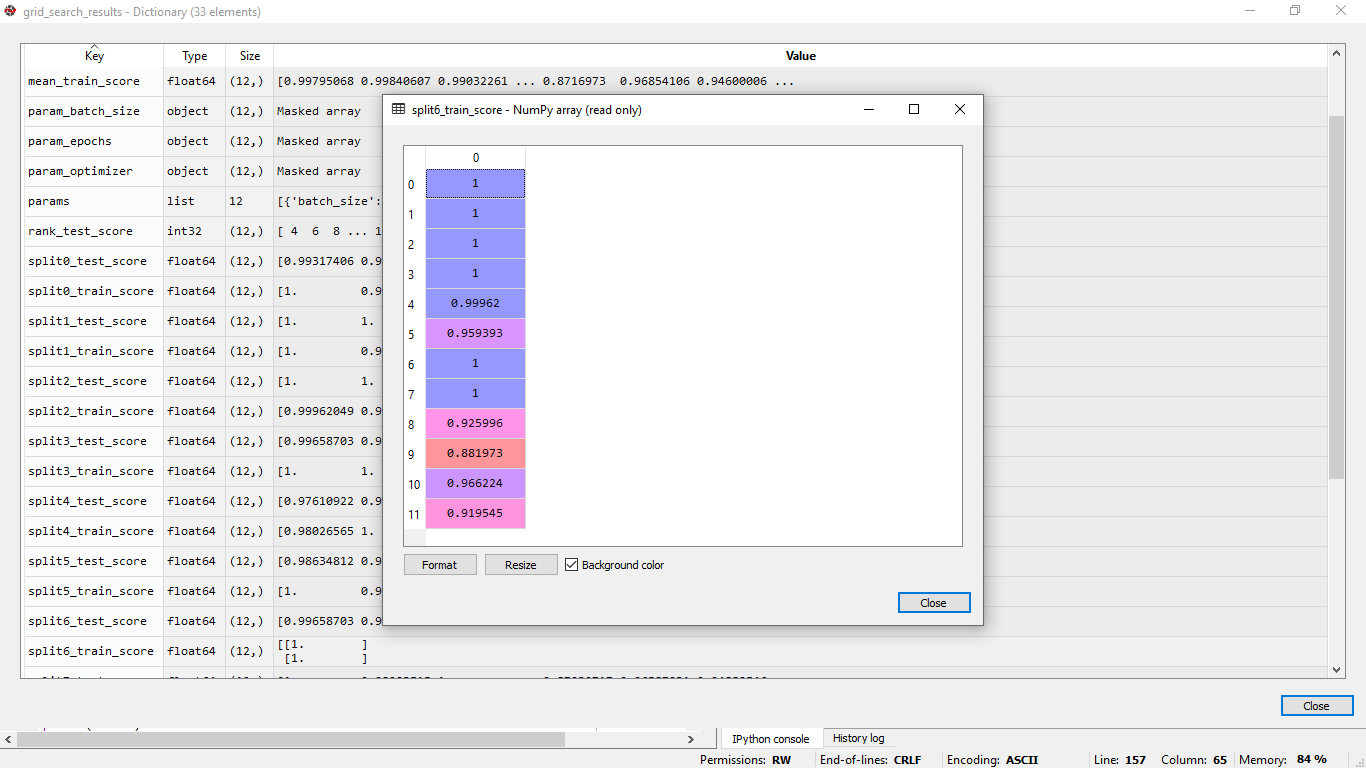 grid_search_results - Dictionary (33 elements)
Key Type Size Value
mean_train_score float64 (12,) [0.99795068 0.99840607 0.99032261 ... 0.8716973 0.96854106 0.94600006 ...
param_batch_size object (12,) Masked array
param_epochs object (12,) Masked array
param_optimizer object (12,) Masked array
params list 12 [{'batch_size':
rank_test_score int32 (12,) [ 4 6 8 ... 1
split0_test_score float64 (12,) [0.99317406 0.9
split0_train_score float64 (12,) [1. 0.9
split1_test_score float64 (12,) [1. 1.
split1_train_score float64 (12,) [1. 0.9
split2_test_score float64 (12,) [1. 1.
split2_train_score float64 (12,) [0.99962049 0.9
split3_test_score float64 (12,) [0.99658703 0.9
split3_train_score float64 (12,) [1. 1.
split4_test_score float64 (12,) [0.97610922 0.9
split4_train_score float64 (12,) [0.98026565 1.
split5_test_score float64 (12,) [0.98634812 0.9
split5_train_score float64 (12,) [1. 0.9
split6_test_score float64 (12,) [0.99658703 0.9
split6_train_score float64 (12,) [[1. ]
[1. ]
split6_train_score - NumPy array (read only)
0
0 1
1 1
2 1
3 1
4 0.99962
5 0.959393
6 1
7 1
8 0.925996
9 0.881973
10 0.966224
11 0.919545
Format Resize Background color
Close
Close
IPython console History log
Permissions: RW End-of-lines: CRLF Encoding: ASCII Line: 157 Column: 65 Memory: 84 %